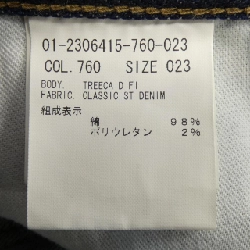 01-2306415-760-023
COL.760 SIZE 023
BODY. TREECA D FI
FABRIC. CLASSIC ST DENIM
組成表示
綿 98%
ポリウレタン 2%